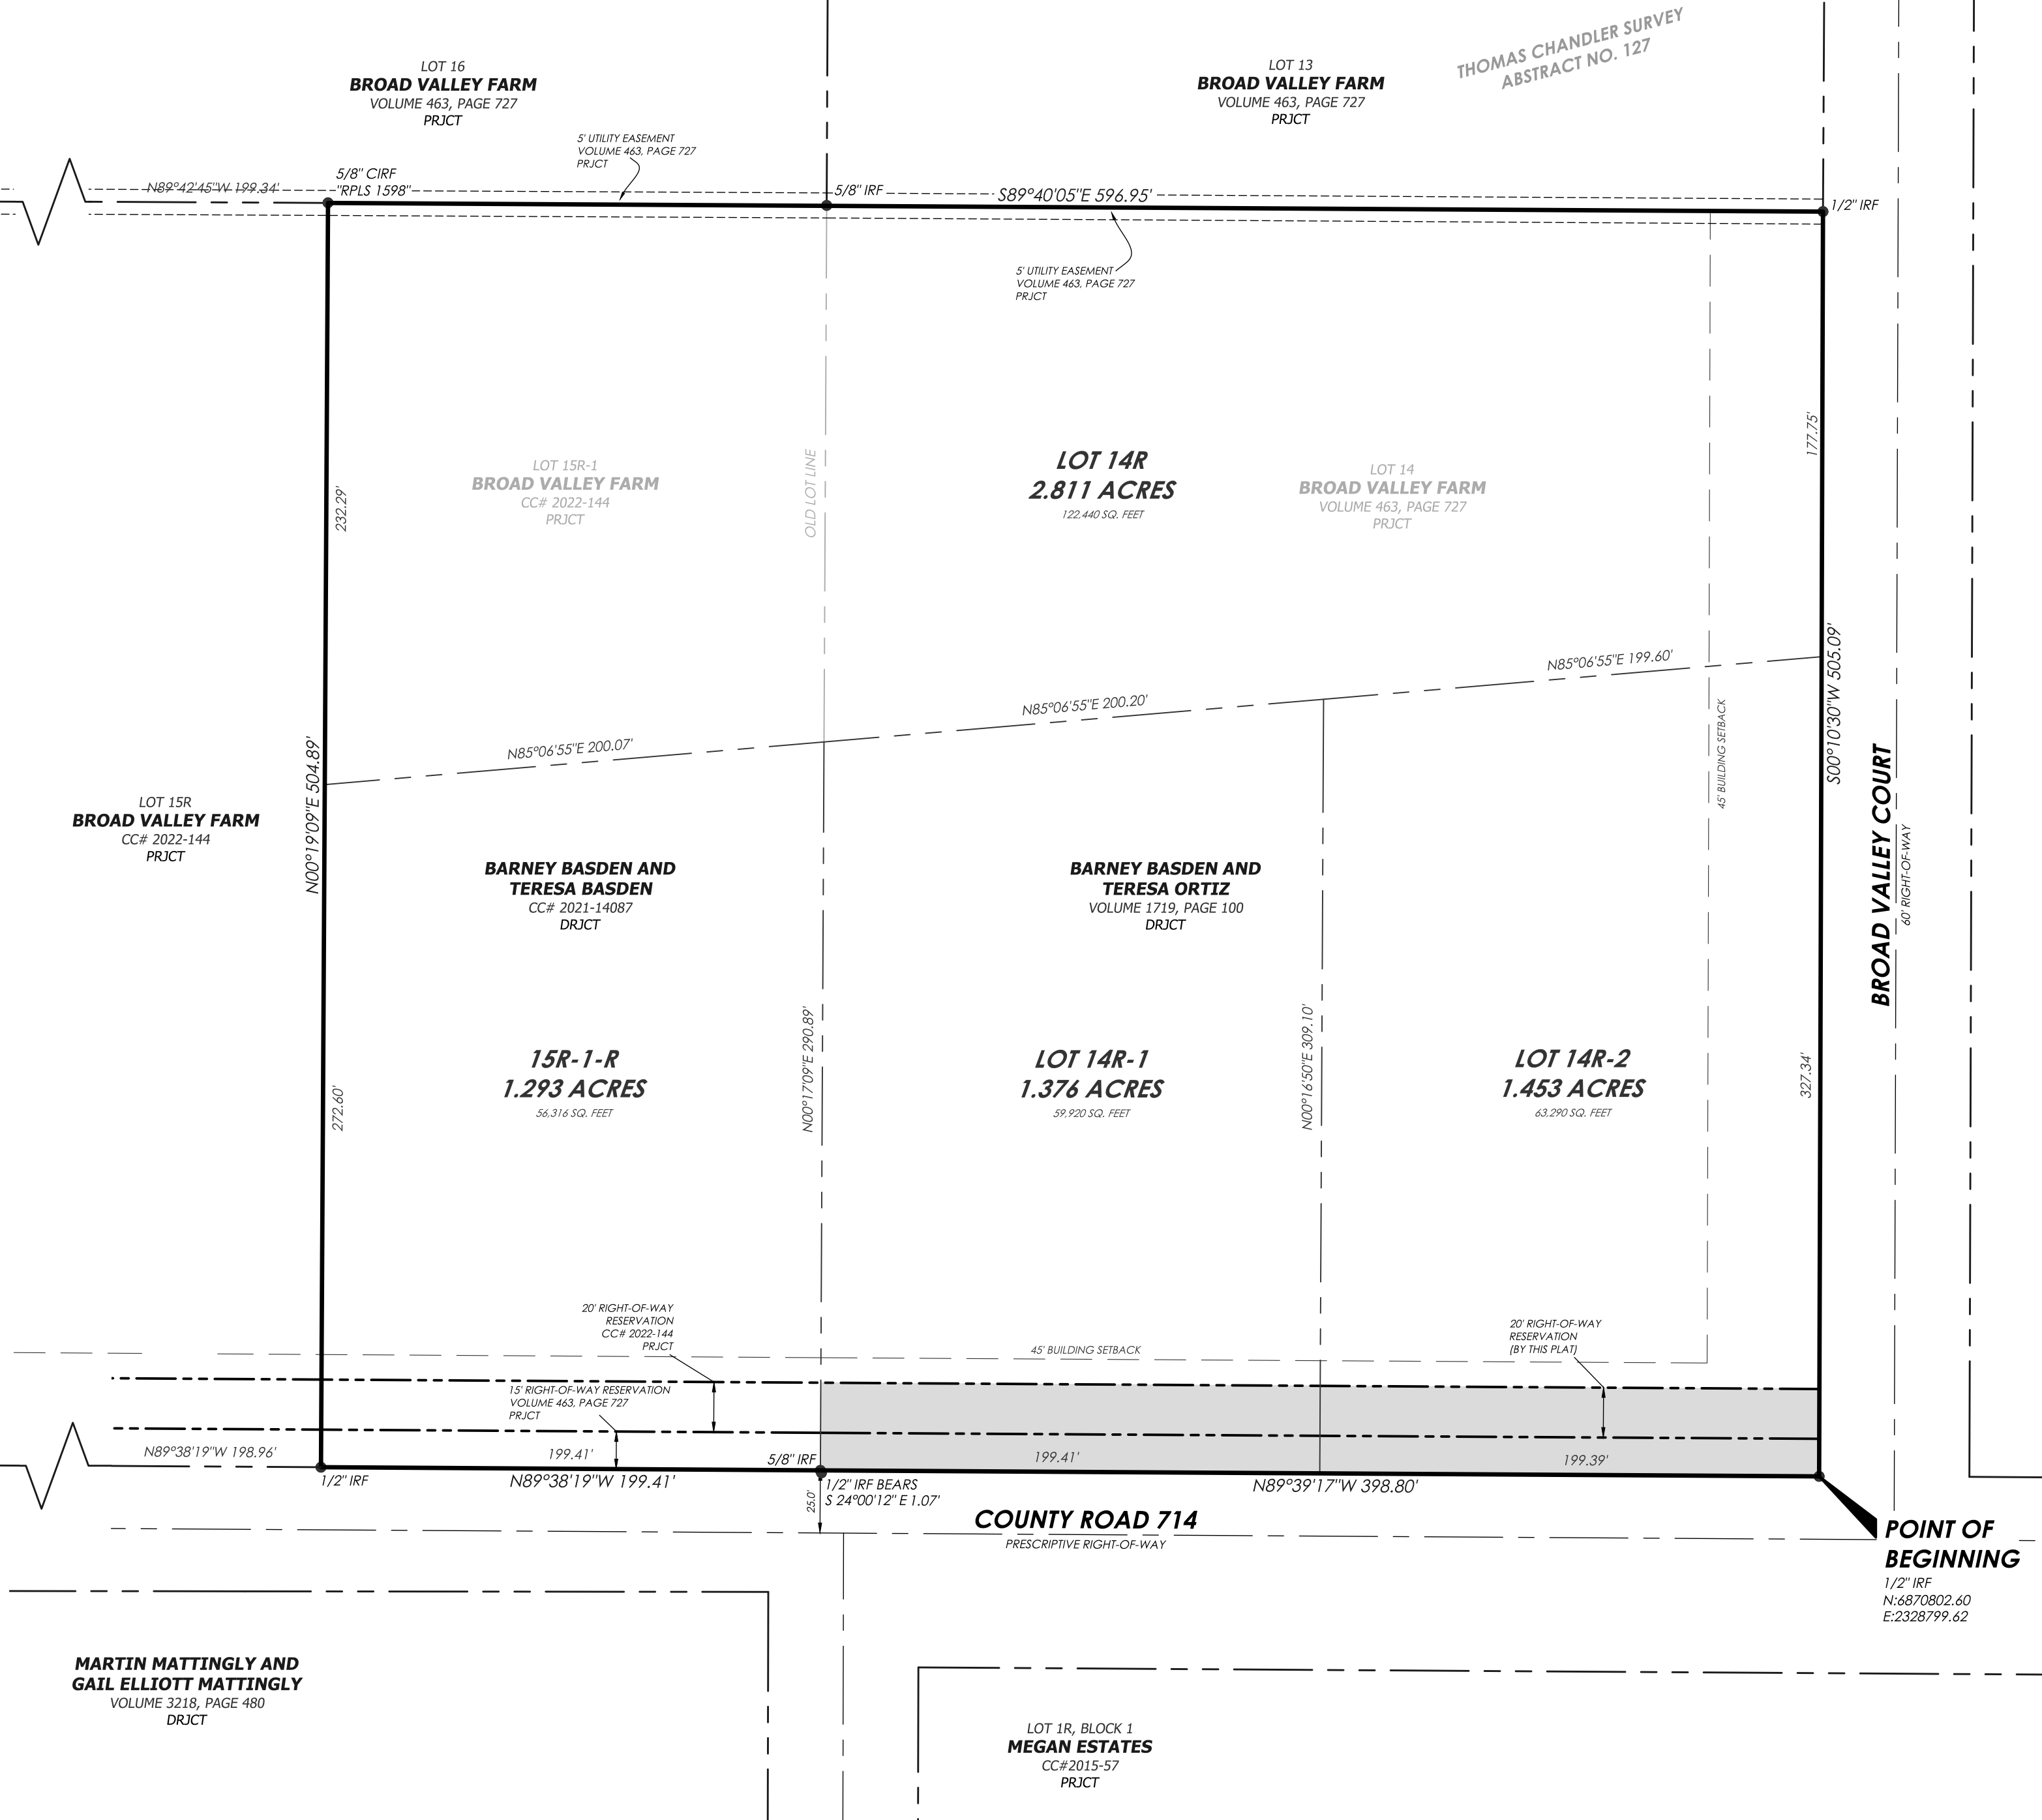 THOMAS CHANDLER SURVEY
ABSTRACT NO. 127
LOT 16
BROAD VALLEY FARM
VOLUME 463, PAGE 727
PRJCT
LOT 13
BROAD VALLEY FARM
VOLUME 463, PAGE 727
PRJCT
5' UTILITY EASEMENT
VOLUME 463, PAGE 727
PRJCT
N89°42'45"W 199.34'
5/8" CIRF
"RPLS 1598"
5/8" IRF
S89°40'05"E 596.95'
1/2" IRF
5' UTILITY EASEMENT
VOLUME 463, PAGE 727
PRJCT
232.29'
LOT 15R-1
BROAD VALLEY FARM
CC# 2022-144
PRJCT
OLD LOT LINE
LOT 14R
2.811 ACRES
122,440 SQ. FEET
LOT 14
BROAD VALLEY FARM
VOLUME 463, PAGE 727
PRJCT
177.75'
N85°06'55"E 200.07'
N85°06'55"E 200.20'
N85°06'55"E 199.60'
S00°10'30"W 505.09'
45' BUILDING SETBACK
BROAD VALLEY COURT
60' RIGHT-OF-WAY
LOT 15R
BROAD VALLEY FARM
CC# 2022-144
PRJCT
N00°19'09"E 504.89'
BARNEY BASDEN AND
TERESA BASDEN
CC# 2021-14087
DRJCT
BARNEY BASDEN AND
TERESA ORTIZ
VOLUME 1719, PAGE 100
DRJCT
272.60'
15R-1-R
1.293 ACRES
56,316 SQ. FEET
N00°17'09"E 290.89'
LOT 14R-1
1.376 ACRES
59,920 SQ. FEET
N00°16'50"E 309.10'
LOT 14R-2
1.453 ACRES
63,290 SQ. FEET
327.34'
20' RIGHT-OF-WAY
RESERVATION
CC# 2022-144
PRJCT
45' BUILDING SETBACK
20' RIGHT-OF-WAY
RESERVATION
(BY THIS PLAT)
15' RIGHT-OF-WAY RESERVATION
VOLUME 463, PAGE 727
PRJCT
N89°38'19"W 198.96'
199.41'
5/8" IRF
199.41'
199.39'
1/2" IRF
N89°38'19"W 199.41'
1/2" IRF BEARS
S 24°00'12" E 1.07'
N89°39'17"W 398.80'
25.0'
COUNTY ROAD 714
PRESCRIPTIVE RIGHT-OF-WAY
POINT OF
BEGINNING
1/2" IRF
N:6870802.60
E:2328799.62
MARTIN MATTINGLY AND
GAIL ELLIOTT MATTINGLY
VOLUME 3218, PAGE 480
DRJCT
LOT 1R, BLOCK 1
MEGAN ESTATES
CC#2015-57
PRJCT